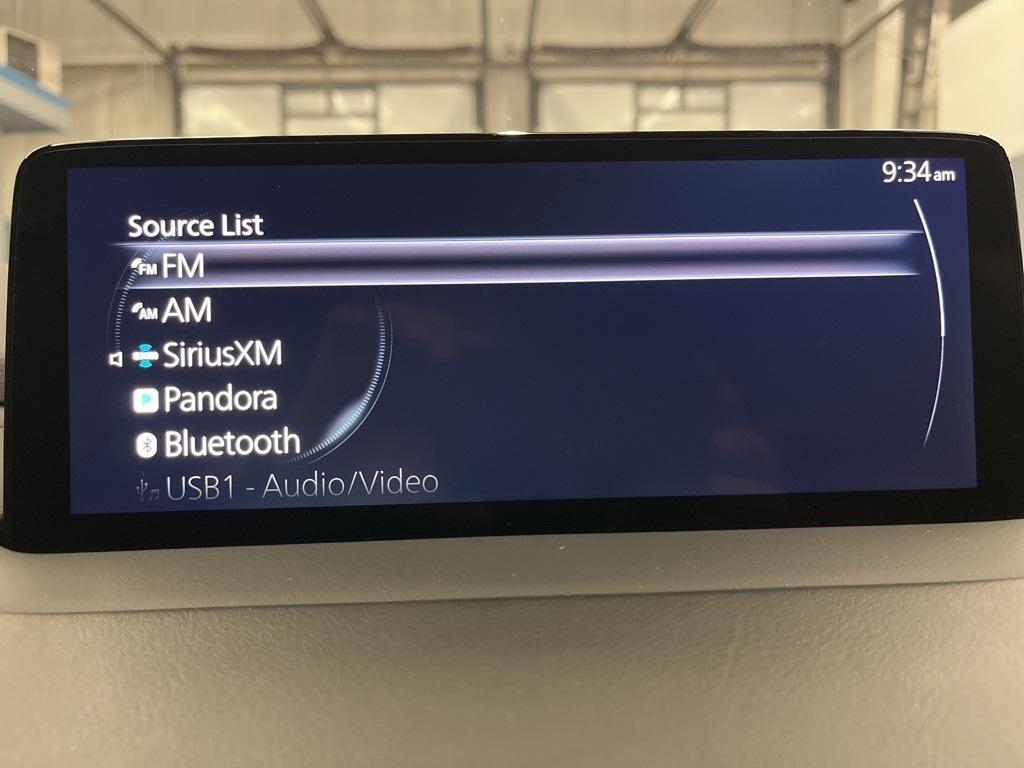 9:34am
Source List
FM FM
AM AM
SiriusXM
Pandora
Bluetooth
USB1 - Audio/Video